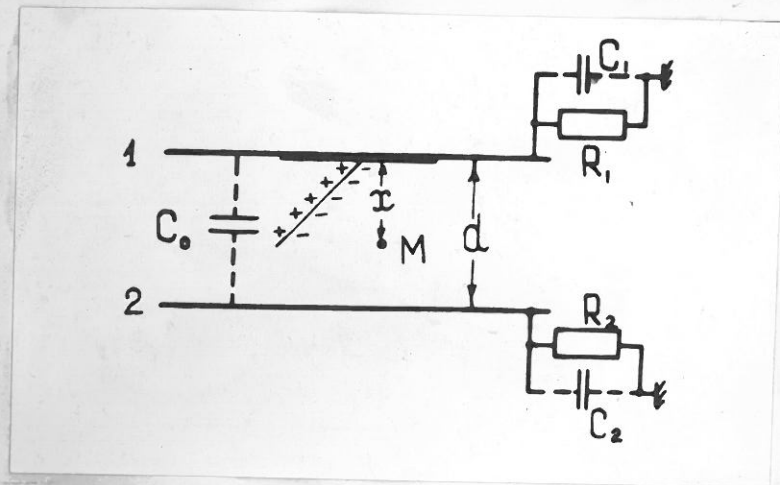 C₁
R₁
1
x
C₀
M
d
2
R₂
C₂
+ + + + +
− − − − −